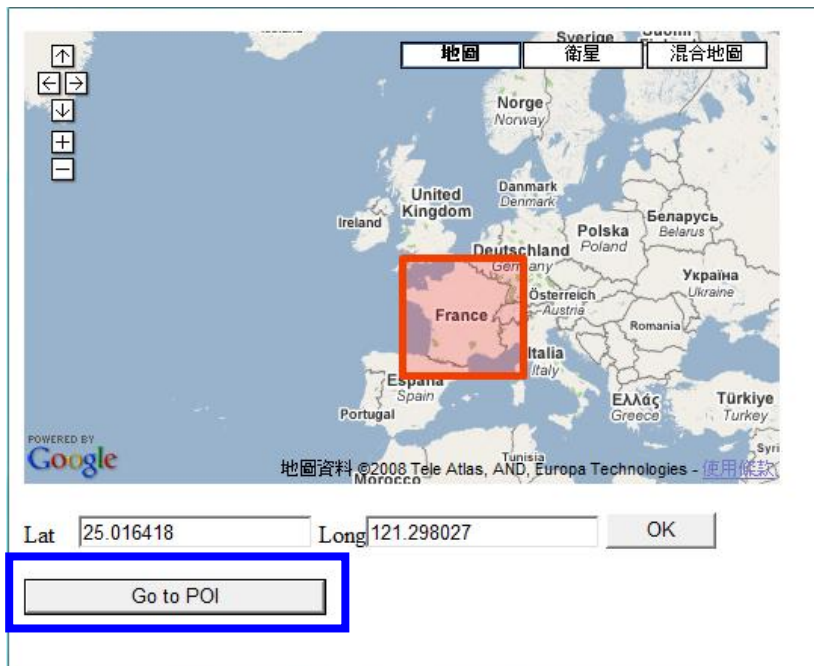 Sverige
地圖 衛星 混合地圖
Norge
Norway
United
Kingdom
Ireland
Danmark
Denmark
Polska
Poland
Беларусь
Belarus
Deutschland
Germany
Україна
Ukraine
Österreich
Austria
France
Romania
Italia
Italy
España
Spain
Portugal
Ελλάς
Greece
Türkiye
Turkey
POWERED BY
Google
Tunisia
Morocco
地圖資料 ©2008 Tele Atlas, AND, Europa Technologies - 使用條款
Lat 25.016418 Long 121.298027 OK
Go to POI